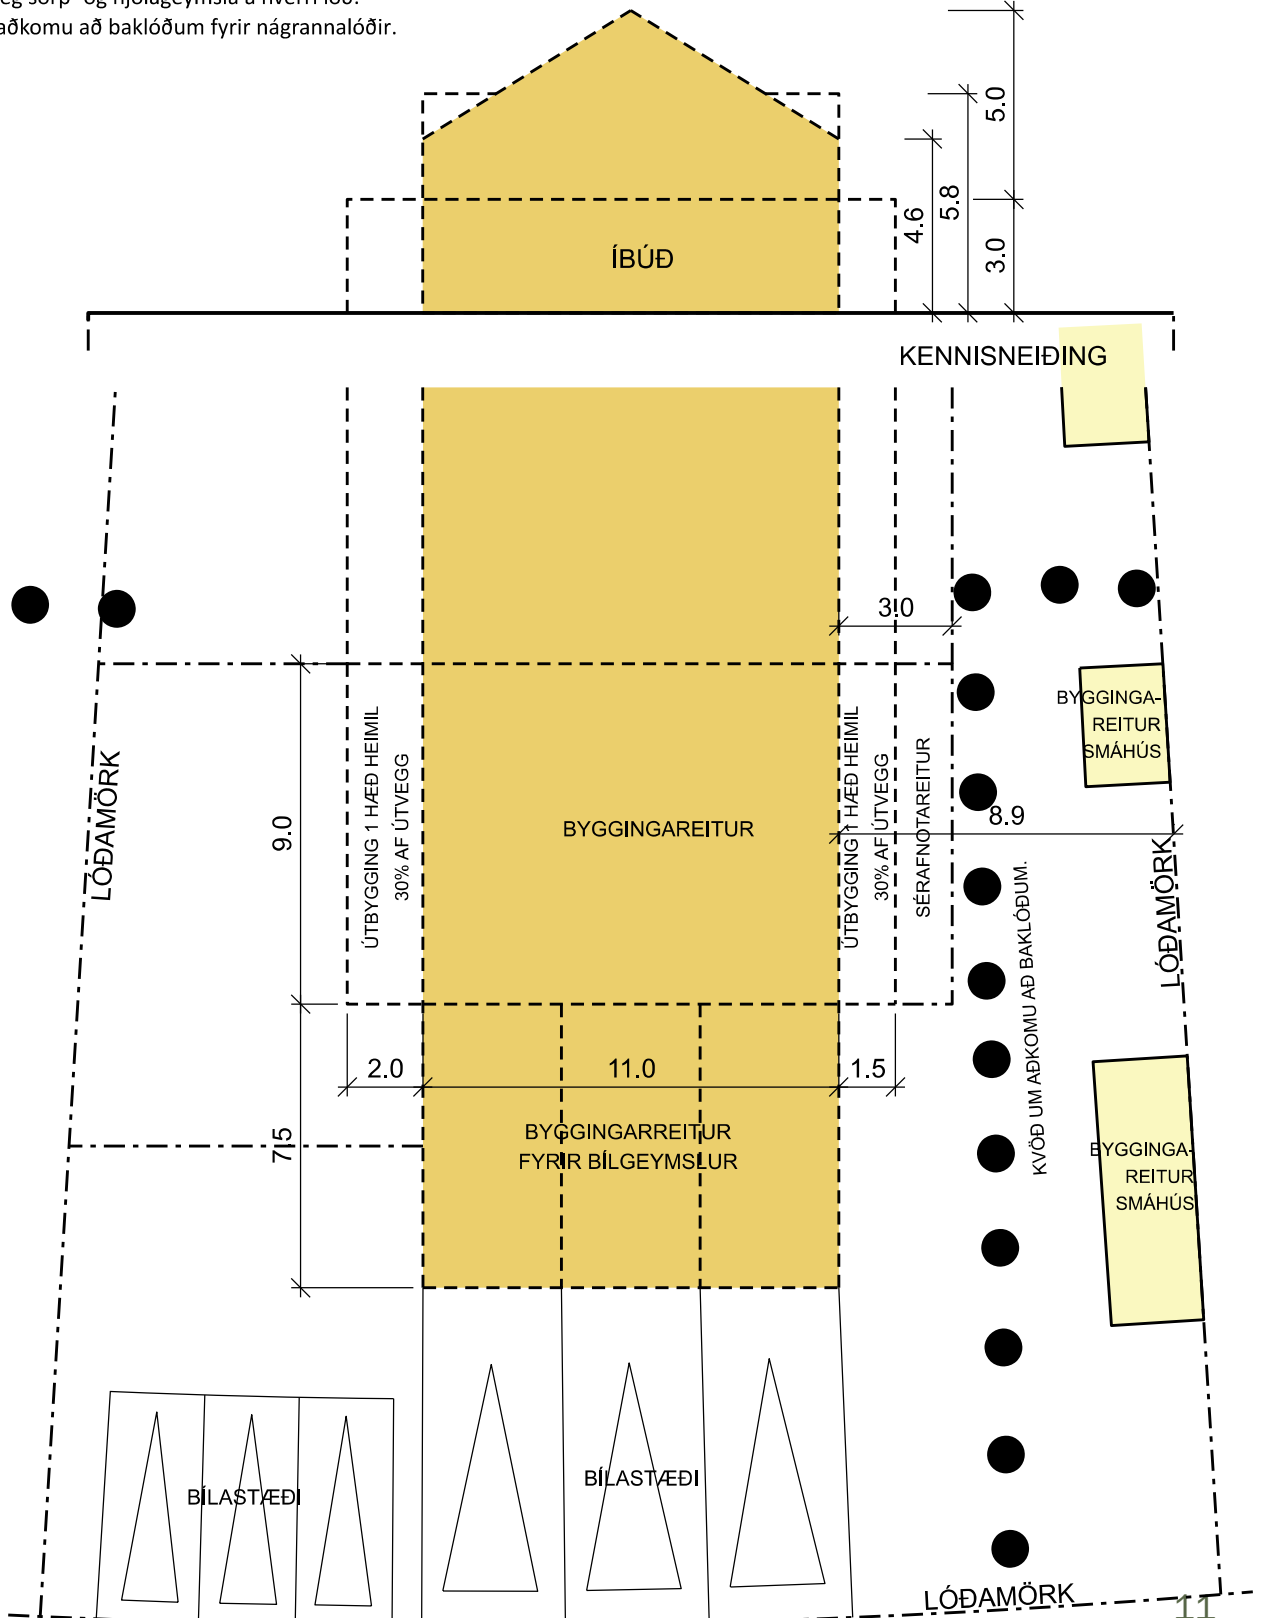 aðkomu að baklóðum fyrir nágrannalóðir.
5.0
5.8
4.6
3.0
ÍBÚÐ
KENNISNEIÐING
3.0
BYGGINGA-
REITUR
SMÁHÚS
LÓÐAMÖRK
9.0
ÚTBYGGING 1 HÆÐ HEIMIL
30% AF ÚTVEGG
BYGGINGAREITUR
ÚTBYGGING 1 HÆÐ HEIMIL
30% AF ÚTVEGG
SÉRAFNOTAREITUR
8.9
LÓÐAMÖRK
KVÖÐ UM AÐKOMU AÐ BAKLÓÐUM.
2.0
11.0
1.5
7.5
BYGGINGARREITUR
FYRIR BÍLGEYMSLUR
BYGGINGA-
REITUR
SMÁHÚS
BÍLASTÆÐI
BÍLASTÆÐI
LÓÐAMÖRK
11